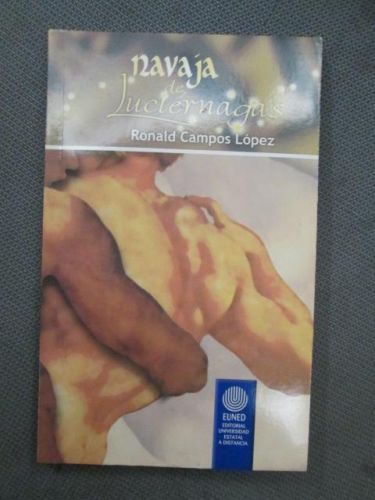 navaja
de
Luciérnagas
Ronald Campos López
EUNED
EDITORIAL
UNIVERSIDAD
ESTATAL
A DISTANCIA